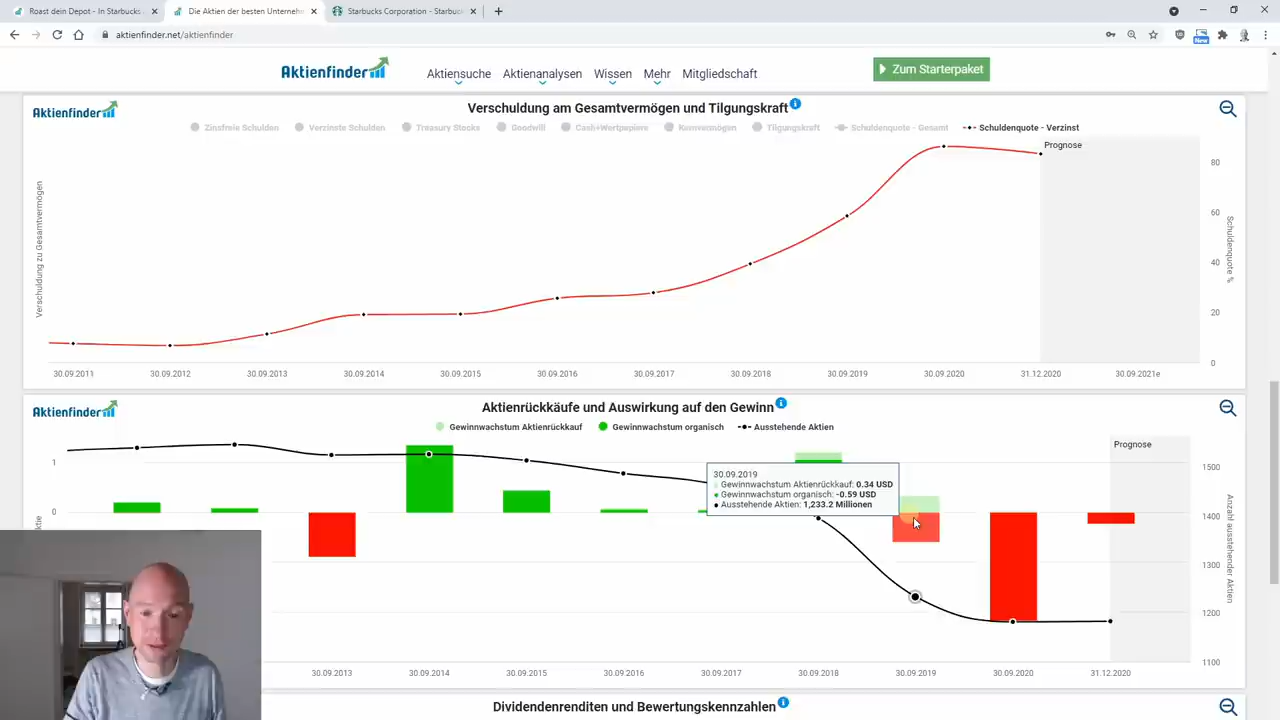 Roast dein Depot - In Starbucks
Die Aktien der besten Unterneh
Starbucks Corporation - Starbuck
aktienfinder.net/aktienfinder
New
Aktienfinder
Aktiensuche
Aktienanalysen
Wissen
Mehr
Mitgliedschaft
Zum Starterpaket
Aktienfinder
Verschuldung am Gesamtvermögen und Tilgungskraft
Zinsfreie Schulden
Verzinste Schulden
Treasury Stocks
Goodwill
Cash+Wertpapiere
Kernvermögen
Tilgungskraft
Schuldenquote - Gesamt
Schuldenquote - Verzinst
Prognose
Verschuldung zu Gesamtvermögen
80
60
40
20
0
Schuldenquote %
30.09.2011
30.09.2012
30.09.2013
30.09.2014
30.09.2015
30.09.2016
30.09.2017
30.09.2018
30.09.2019
30.09.2020
31.12.2020
30.09.2021e
Aktienfinder
Aktienrückkäufe und Auswirkung auf den Gewinn
Gewinnwachstum Aktienrückkauf
Gewinnwachstum organisch
Ausstehende Aktien
Prognose
1
0
30.09.2019
Gewinnwachstum Aktienrückkauf: 0.34 USD
Gewinnwachstum organisch: -0.59 USD
Ausstehende Aktien: 1,233.2 Millionen
1500
1400
1300
1200
1100
Anzahl ausstehender Aktien
30.09.2013
30.09.2014
30.09.2015
30.09.2016
30.09.2017
30.09.2018
30.09.2019
30.09.2020
31.12.2020
Dividendenrenditen und Bewertungskennzahlen